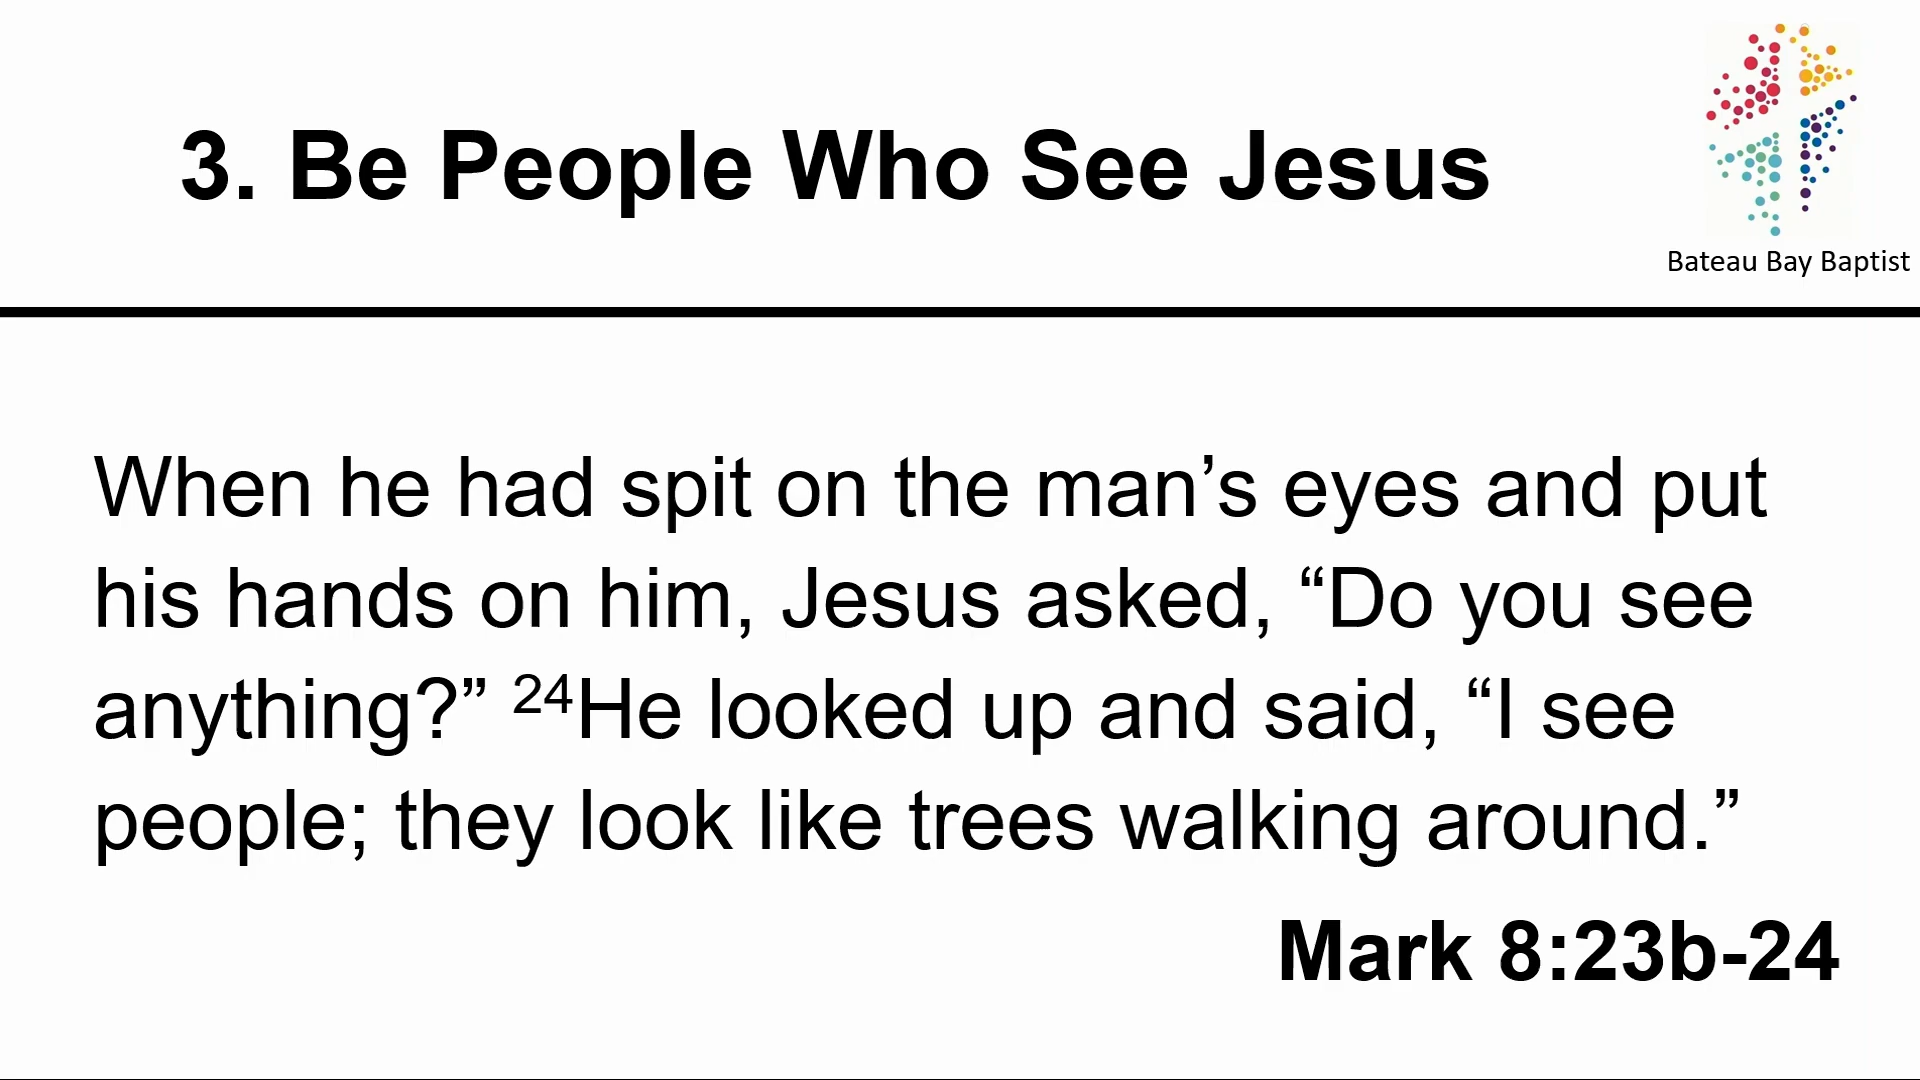 3. Be People Who See Jesus
Bateau Bay Baptist
When he had spit on the man’s eyes and put
his hands on him, Jesus asked, “Do you see
anything?” ²⁴He looked up and said, “I see
people; they look like trees walking around.”
Mark 8:23b-24